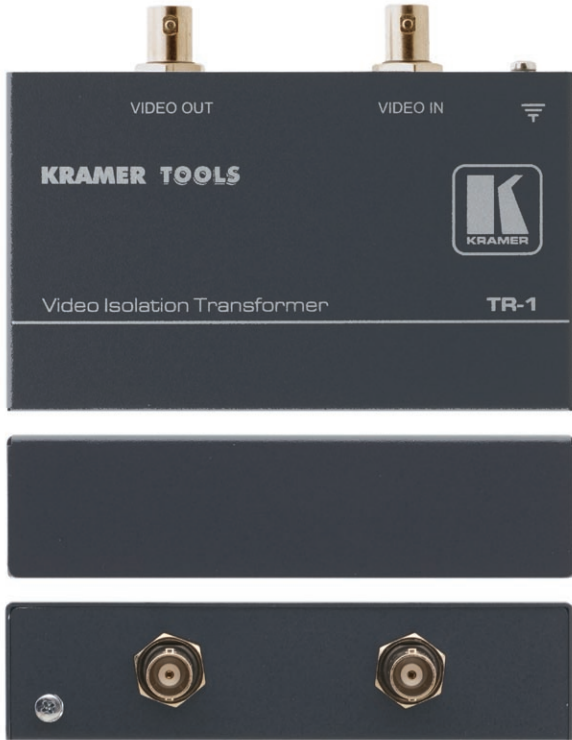 VIDEO OUT
VIDEO IN
KRAMER TOOLS
KRAMER
Video Isolation Transformer
TR-1